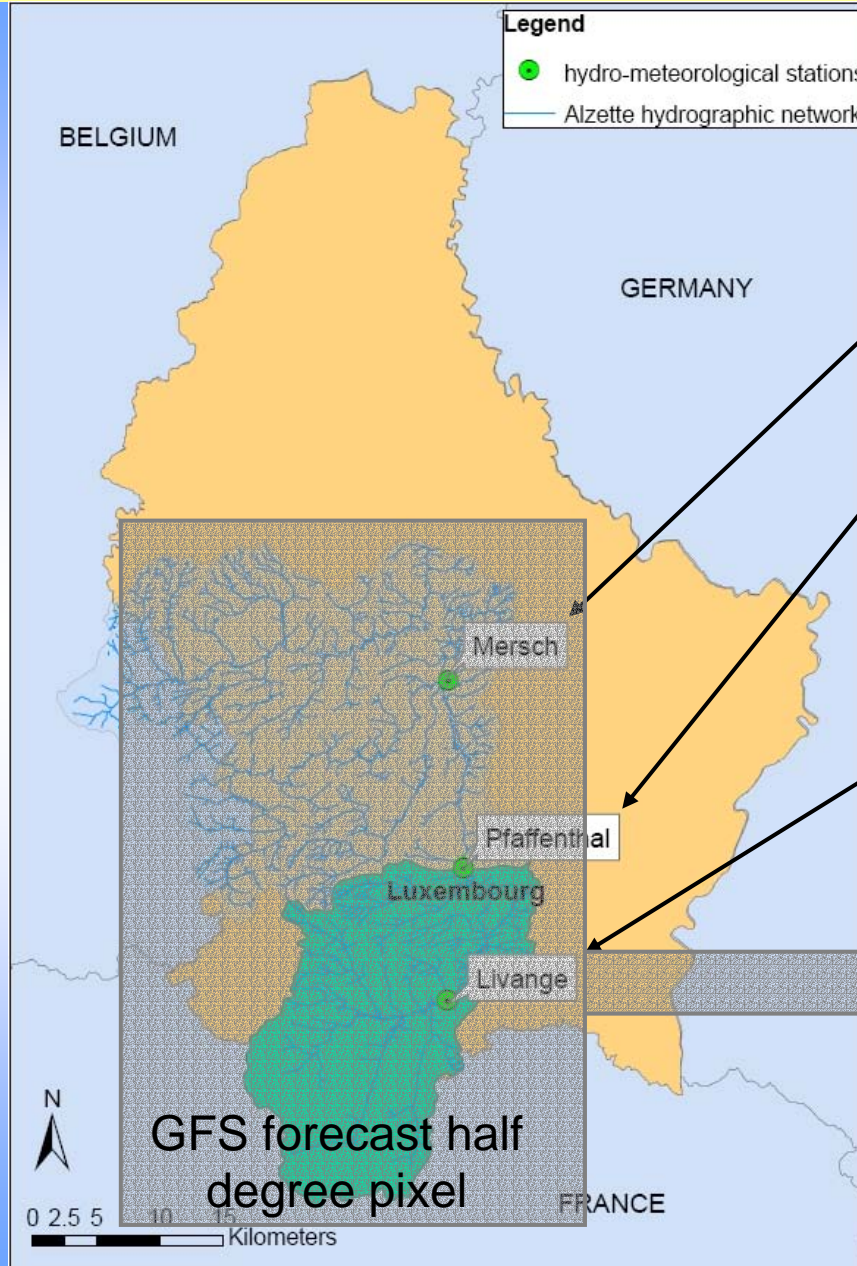 Legend
hydro-meteorological stations
Alzette hydrographic network
BELGIUM
GERMANY
Mersch
Pfaffenthal
Luxembourg
Livange
N
GFS forecast half
degree pixel
FRANCE
0 2.5 5 10 15
Kilometers